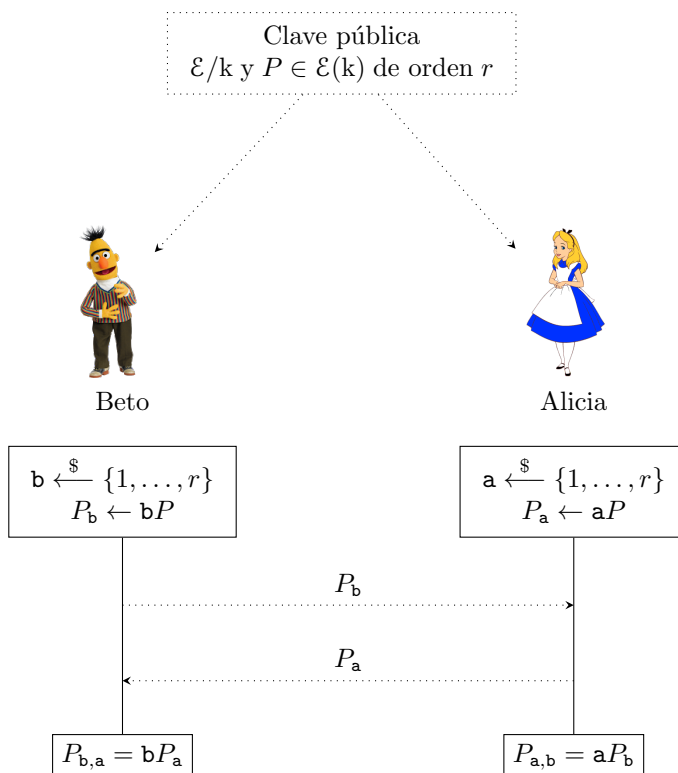 Clave pública
Ɛ/k y P ∈ Ɛ(k) de orden r
Beto
Alicia
b ⟵$ {1, . . . , r}
P_b ← bP
a ⟵$ {1, . . . , r}
P_a ← aP
P_b
P_a
P_{b,a} = bP_a
P_{a,b} = aP_b